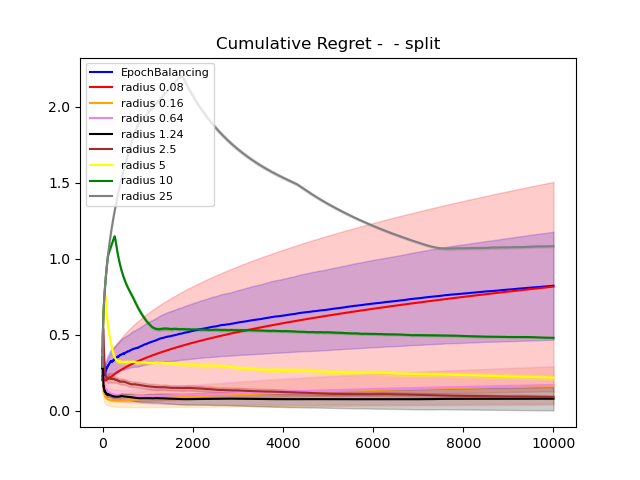 Cumulative Regret -  - split
EpochBalancing
radius 0.08
radius 0.16
radius 0.64
radius 1.24
radius 2.5
radius 5
radius 10
radius 25
2.0
1.5
1.0
0.5
0.0
0 2000 4000 6000 8000 10000